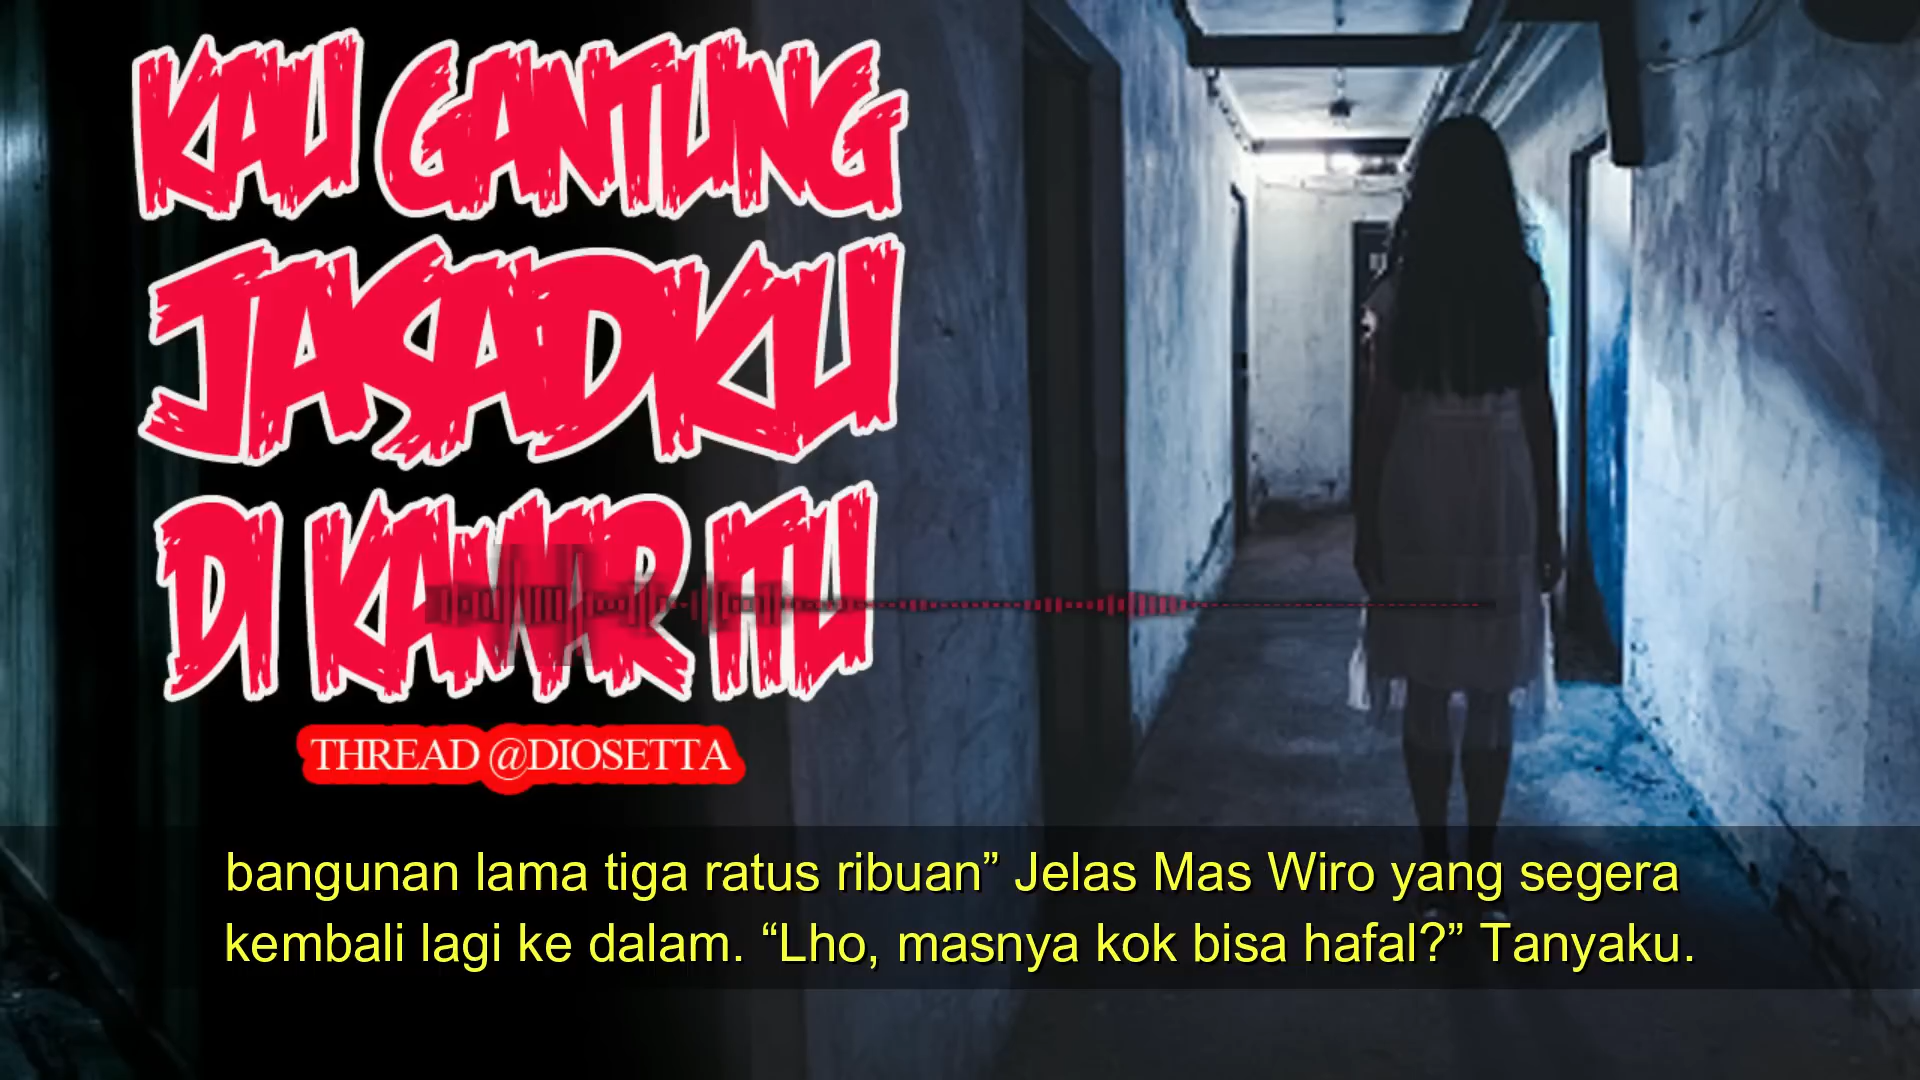 KAU GANTUNG
JASADKU
DI KAMAR ITU
THREAD @DIOSETTA
bangunan lama tiga ratus ribuan” Jelas Mas Wiro yang segera
kembali lagi ke dalam. “Lho, masnya kok bisa hafal?” Tanyaku.